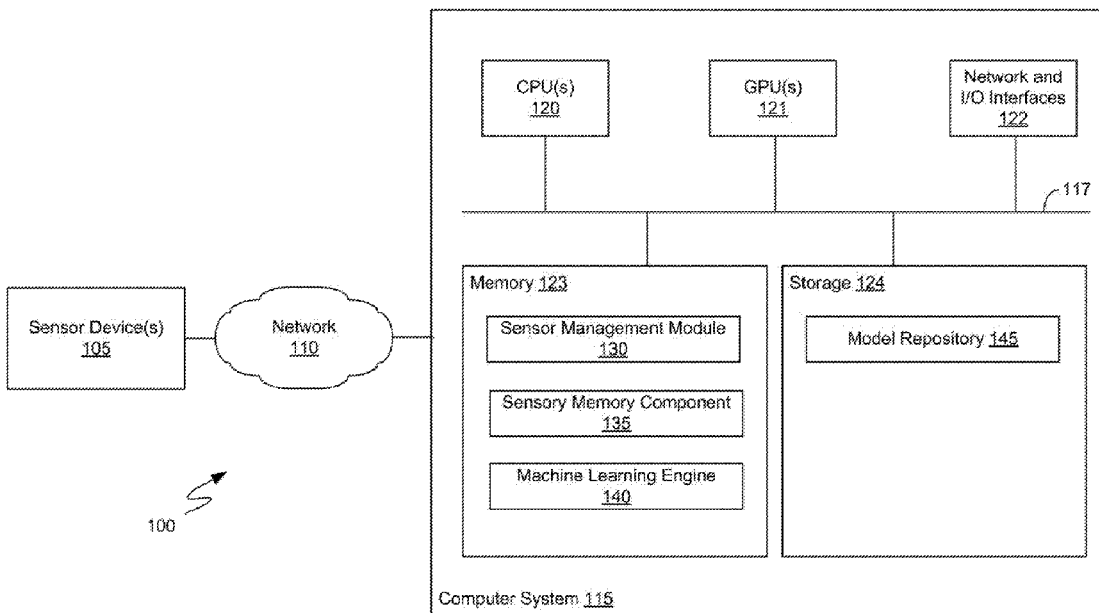 CPU(s)
120
GPU(s)
121
Network and
I/O Interfaces
122
117
Sensor Device(s)
105
Network
110
Memory 123
Sensor Management Module
130
Sensory Memory Component
135
Machine Learning Engine
140
Storage 124
Model Repository 145
100
Computer System 115